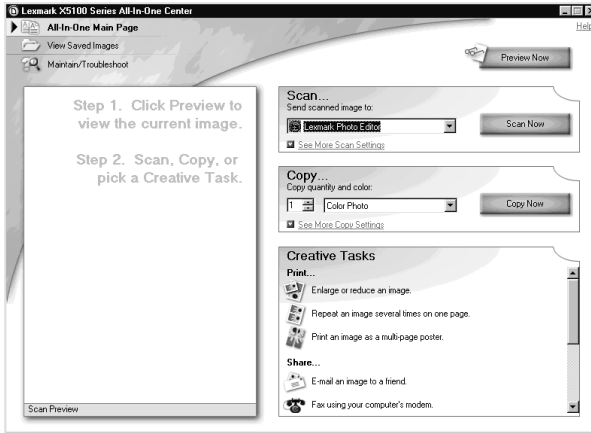 Lexmark X5100 Series All-In-One Center
All-In-One Main Page
Help
View Saved Images
Maintain/Troubleshoot
Preview Now
Step 1. Click Preview to
view the current image.
Step 2. Scan, Copy, or
pick a Creative Task.
Scan Preview
Scan...
Send scanned image to:
Lexmark Photo Editor
Scan Now
See More Scan Settings
Copy...
Copy quantity and color:
1
Color Photo
Copy Now
See More Copy Settings
Creative Tasks
Print...
Enlarge or reduce an image.
Repeat an image several times on one page.
Print an image as a multi-page poster.
Share...
E-mail an image to a friend.
Fax using your computer's modem.